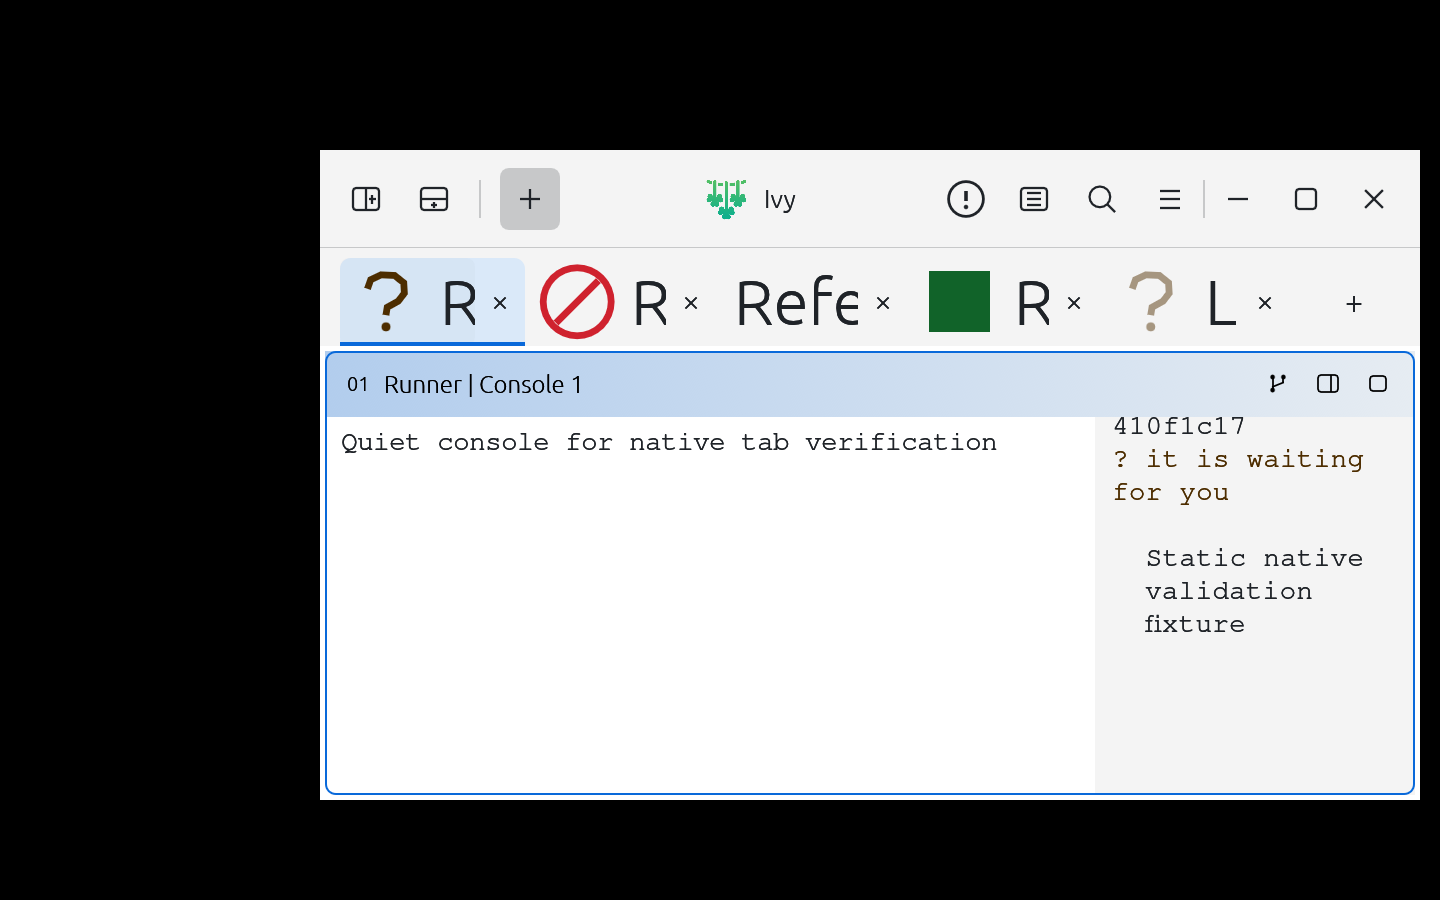 Ivy
? R × R × Refe × R × ? L × +
01 Runner | Console 1
Quiet console for native tab verification
410f1c17
? it is waiting
for you
Static native
validation
fixture